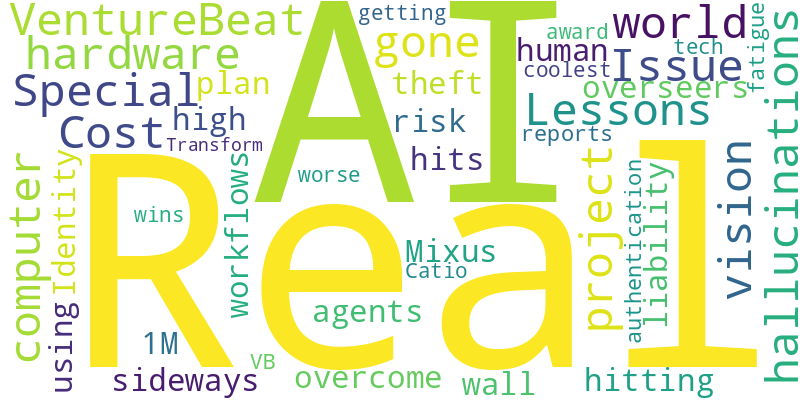 VentureBeat
AI
getting
world
award
fatigue
hallucinations
hardware
gone
human
tech
coolest
Issue
Special
plan
theft
overseers
Cost
high
risk
Lessons
Transform
hits
reports
Real
computer
Identity
workflows
worse
project
authentication
liability
vision
wins
Mixus
Catio
using
1M
agents
VB
sideways
overcome
wall
hitting